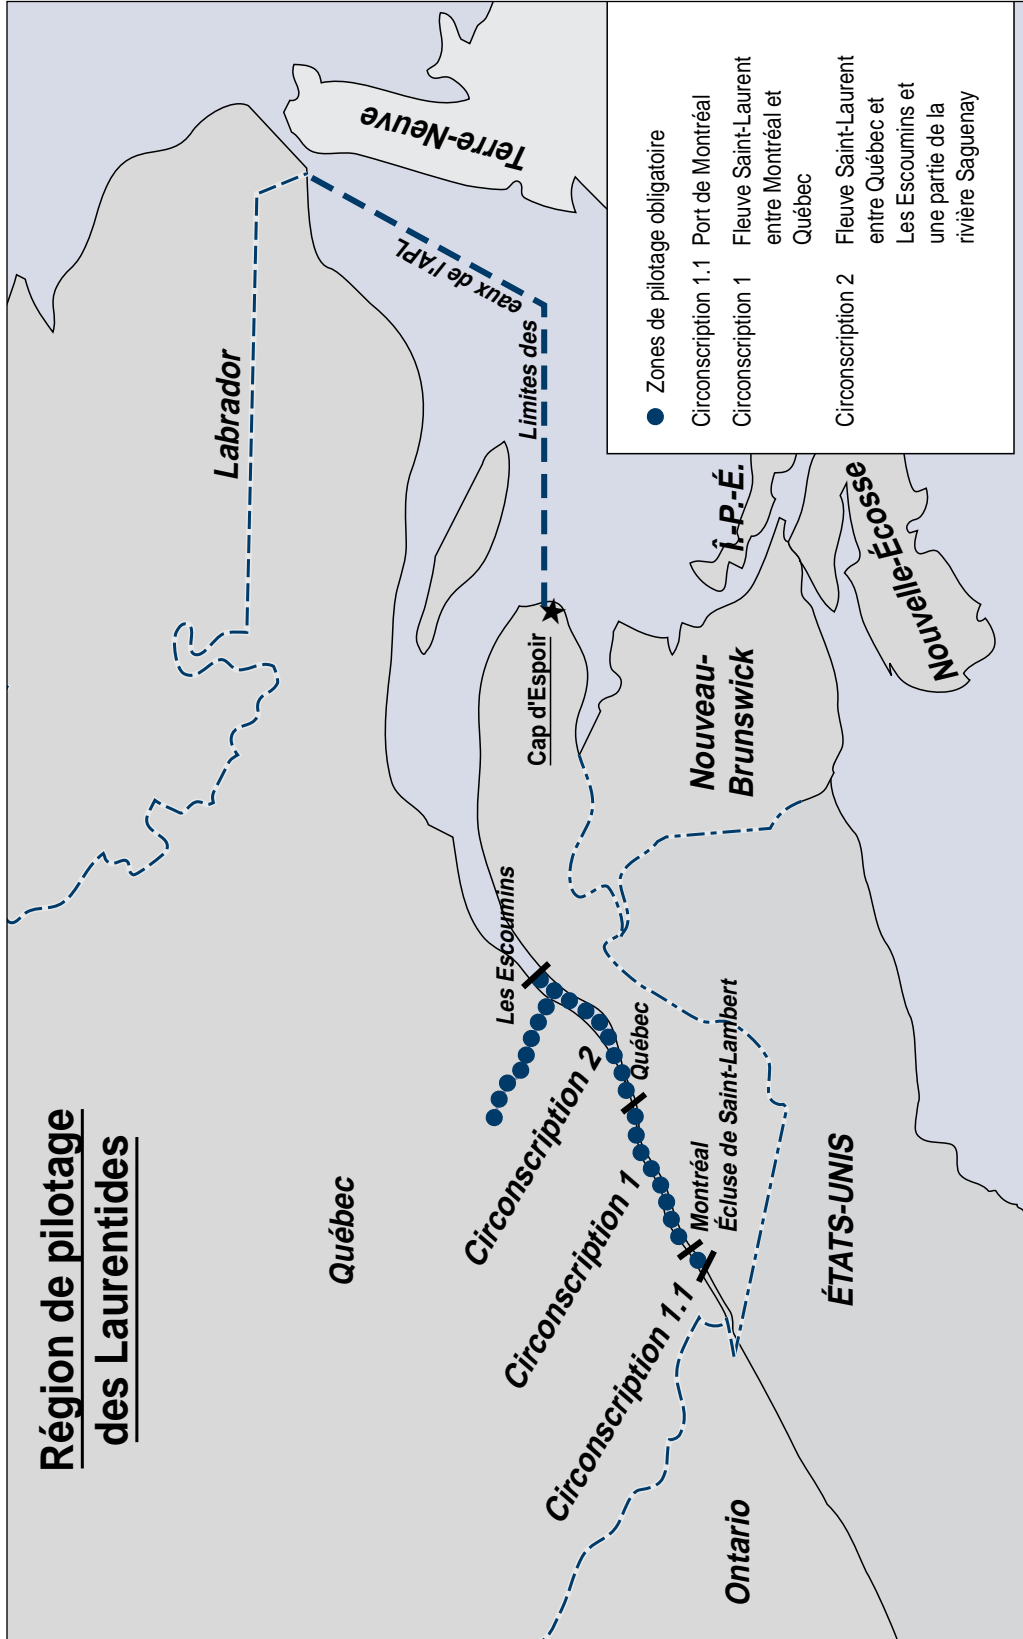 Région de pilotage
des Laurentides
Labrador
Terre-Neuve
Québec
Limites des
eaux de l'APL
Les Escoumins
Cap d'Espoir
Circonscription 2
Québec
Circonscription 1
Montréal
Écluse de Saint-Lambert
Circonscription 1.1
Nouveau-
Brunswick
Î.-P.-É.
Nouvelle-Écosse
Ontario
ÉTATS-UNIS
Zones de pilotage obligatoire
Circonscription 1.1 Port de Montréal
Circonscription 1 Fleuve Saint-Laurent
entre Montréal et
Québec
Circonscription 2 Fleuve Saint-Laurent
entre Québec et
Les Escoumins et
une partie de la
rivière Saguenay